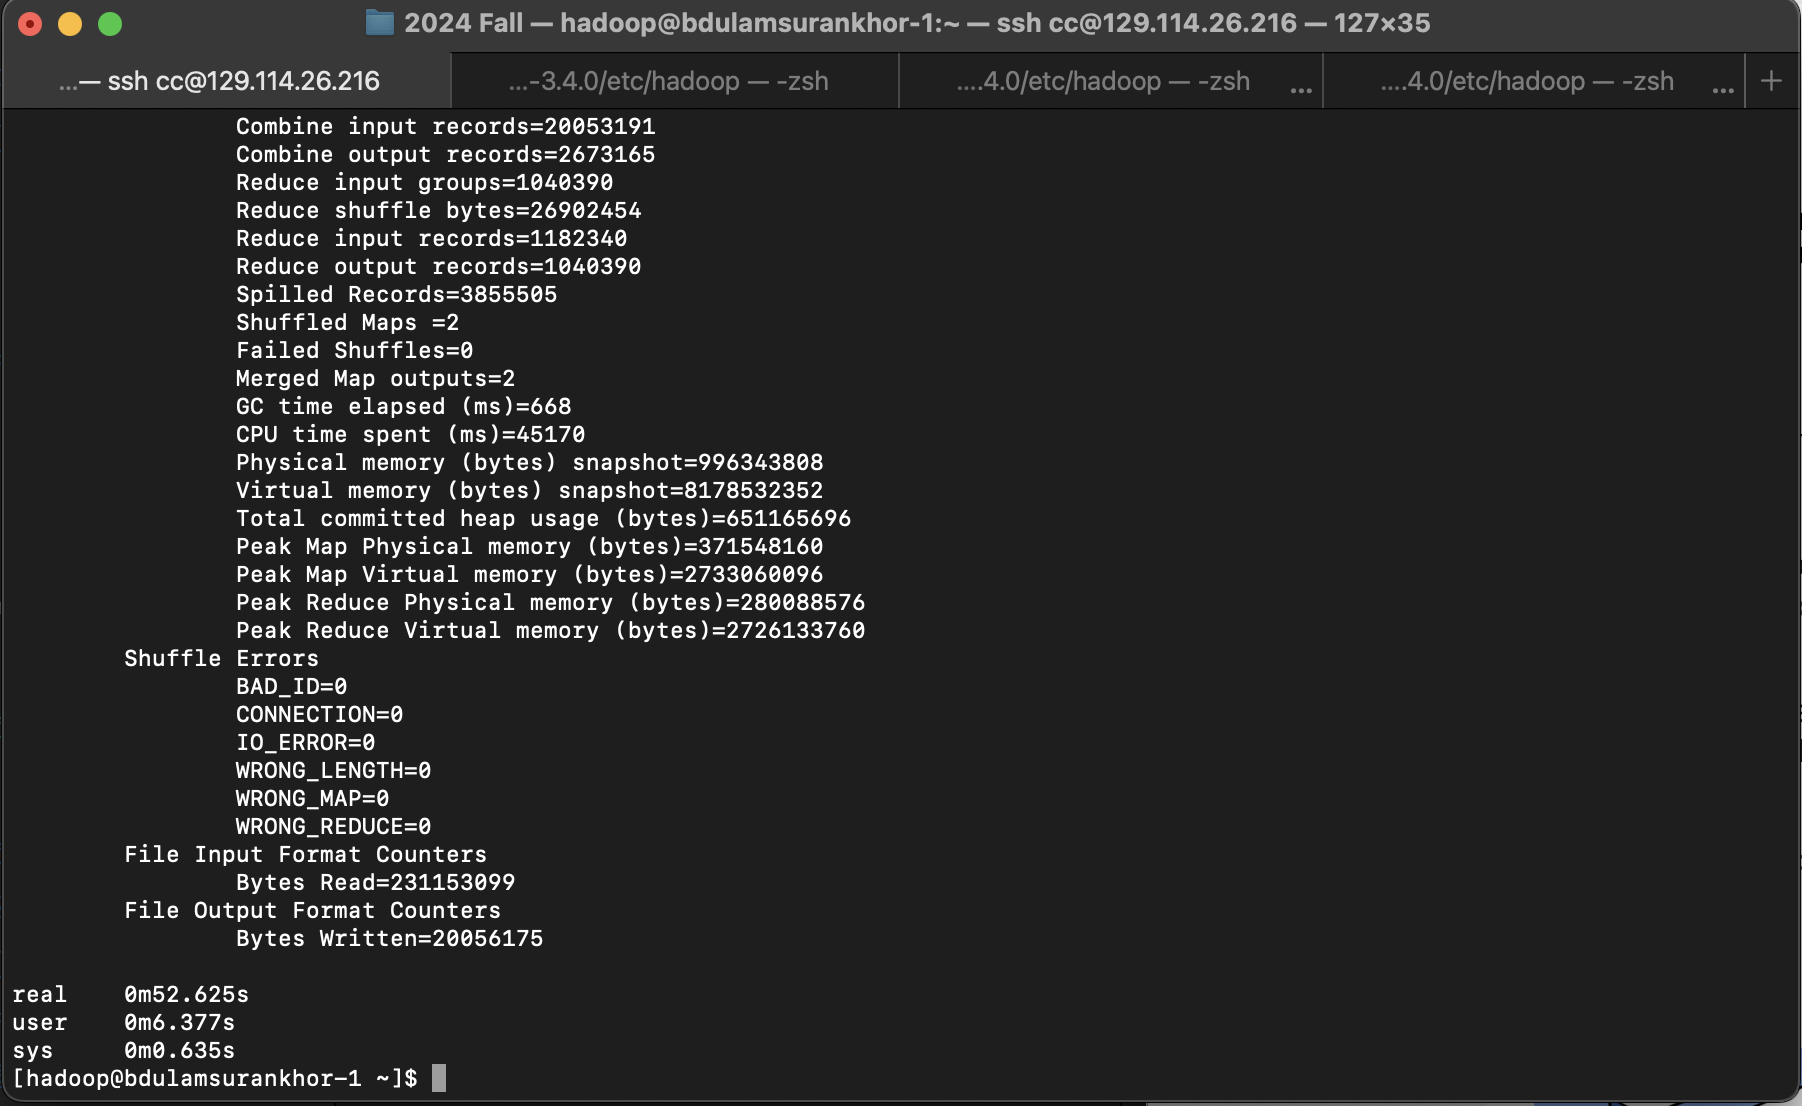 2024 Fall — hadoop@bdulamsurankhor-1:~ — ssh cc@129.114.26.216 — 127×35
...— ssh cc@129.114.26.216
...-3.4.0/etc/hadoop — -zsh
....4.0/etc/hadoop — -zsh ...
....4.0/etc/hadoop — -zsh ...
+
Combine input records=20053191
Combine output records=2673165
Reduce input groups=1040390
Reduce shuffle bytes=26902454
Reduce input records=1182340
Reduce output records=1040390
Spilled Records=3855505
Shuffled Maps =2
Failed Shuffles=0
Merged Map outputs=2
GC time elapsed (ms)=668
CPU time spent (ms)=45170
Physical memory (bytes) snapshot=996343808
Virtual memory (bytes) snapshot=8178532352
Total committed heap usage (bytes)=651165696
Peak Map Physical memory (bytes)=371548160
Peak Map Virtual memory (bytes)=2733060096
Peak Reduce Physical memory (bytes)=280088576
Peak Reduce Virtual memory (bytes)=2726133760
Shuffle Errors
BAD_ID=0
CONNECTION=0
IO_ERROR=0
WRONG_LENGTH=0
WRONG_MAP=0
WRONG_REDUCE=0
File Input Format Counters
Bytes Read=231153099
File Output Format Counters
Bytes Written=20056175
real 0m52.625s
user 0m6.377s
sys 0m0.635s
[hadoop@bdulamsurankhor-1 ~]$